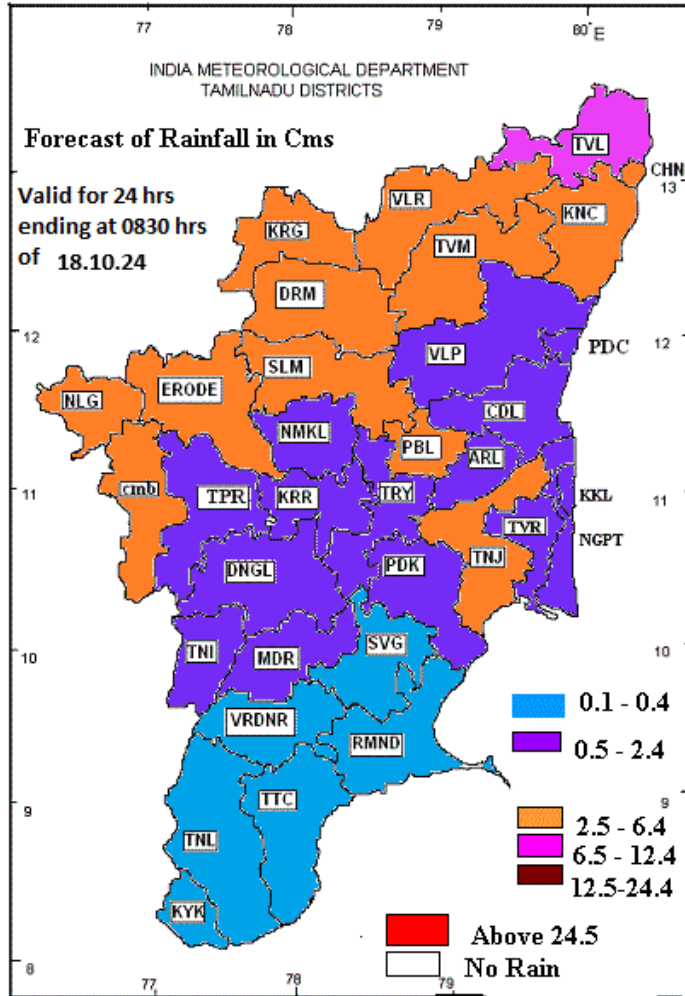 77 78 79 80° E
INDIA METEOROLOGICAL DEPARTMENT
TAMILNADU DISTRICTS
Forecast of Rainfall in Cms
TVL
CHN
13
Valid for 24 hrs
ending at 0830 hrs
of 18.10.24
VLR
KNC
KRG
TVM
DRM
12
12
VLP
PDC
SLM
ERODE
NLG
CDL
NMKL
PBL
ARL
cmb
11
TPR
KRR
TRY
KKL
11
TVR
NGPT
TNJ
DNGL
PDK
10
TNI
MDR
SVG
10
0.1 - 0.4
VRDNR
RMND
0.5 - 2.4
9
TTC
9
2.5 - 6.4
TNL
6.5 - 12.4
12.5-24.4
KYK
Above 24.5
8
No Rain
77 78 79